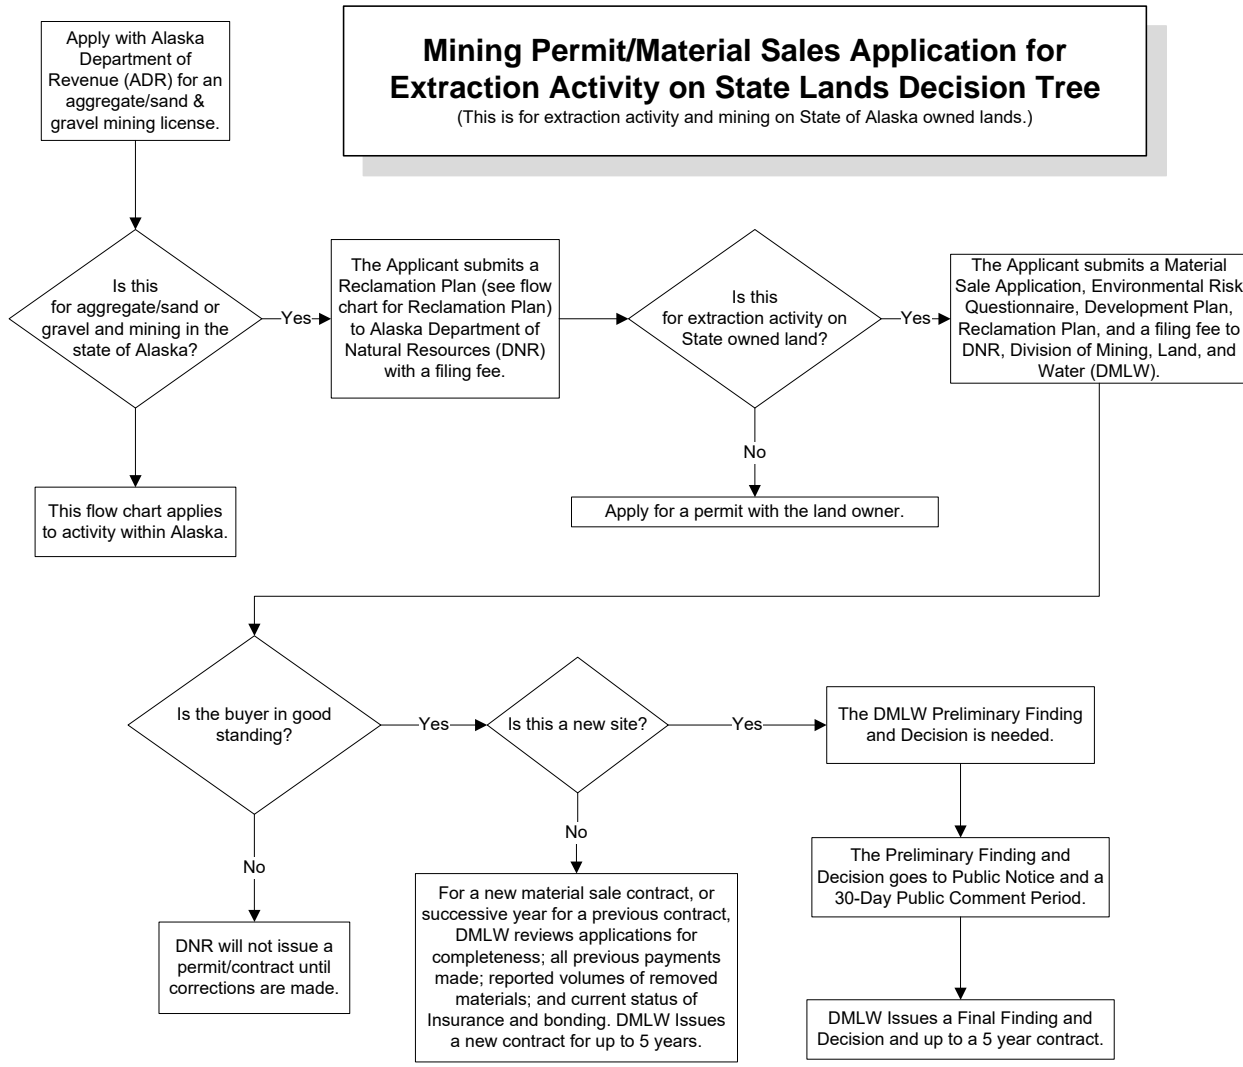 Apply with Alaska
Department of
Revenue (ADR) for an
aggregate/sand &
gravel mining license.
Mining Permit/Material Sales Application for
Extraction Activity on State Lands Decision Tree
(This is for extraction activity and mining on State of Alaska owned lands.)
Is this
for aggregate/sand or
gravel and mining in the
state of Alaska?
Yes
The Applicant submits a
Reclamation Plan (see flow
chart for Reclamation Plan)
to Alaska Department of
Natural Resources (DNR)
with a filing fee.
Is this
for extraction activity on
State owned land?
Yes
The Applicant submits a Material
Sale Application, Environmental Risk
Questionnaire, Development Plan,
Reclamation Plan, and a filing fee to
DNR, Division of Mining, Land, and
Water (DMLW).
No
This flow chart applies
to activity within Alaska.
Apply for a permit with the land owner.
Is the buyer in good
standing?
Yes
Is this a new site?
Yes
The DMLW Preliminary Finding
and Decision is needed.
No
No
The Preliminary Finding and
Decision goes to Public Notice and a
30-Day Public Comment Period.
DNR will not issue a
permit/contract until
corrections are made.
For a new material sale contract, or
successive year for a previous contract,
DMLW reviews applications for
completeness; all previous payments
made; reported volumes of removed
materials; and current status of
Insurance and bonding. DMLW Issues
a new contract for up to 5 years.
DMLW Issues a Final Finding and
Decision and up to a 5 year contract.